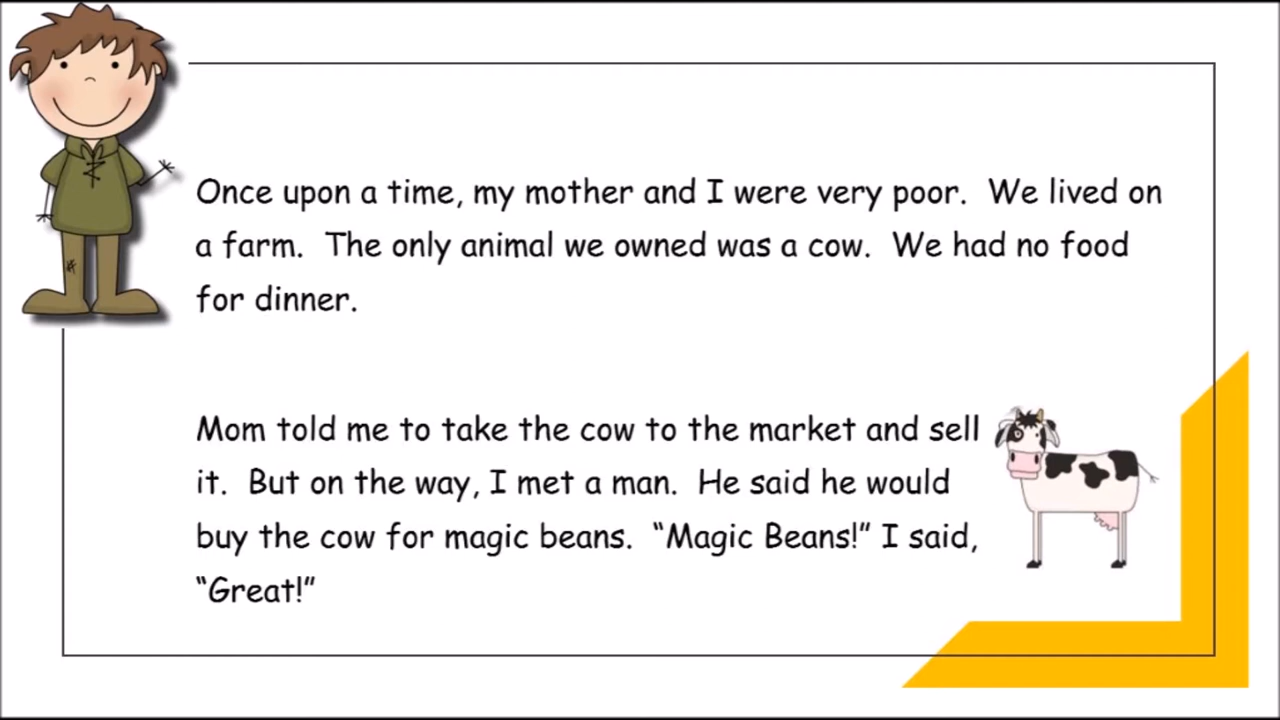 Once upon a time, my mother and I were very poor.  We lived on
a farm.  The only animal we owned was a cow.  We had no food
for dinner.
Mom told me to take the cow to the market and sell
it.  But on the way, I met a man.  He said he would
buy the cow for magic beans.  “Magic Beans!” I said,
“Great!”